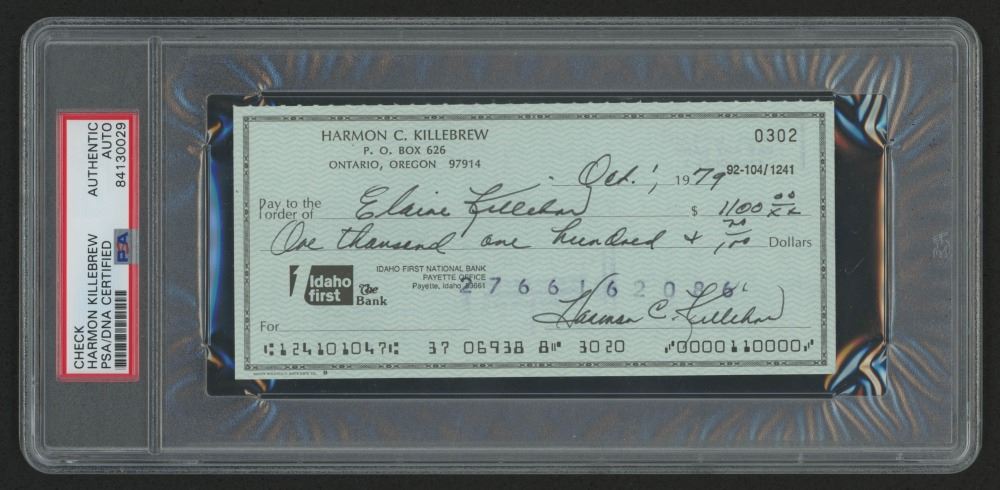 CHECK
HARMON KILLEBREW
PSA/DNA CERTIFIED
AUTHENTIC
AUTO
84130029
PSA
HARMON C. KILLEBREW
P. O. BOX 626
ONTARIO, OREGON 97914
0302
Oct. 1, 1979 92-104/1241
Pay to the order of Elaine Killebrew $ 1100 00/xx
One thousand one hundred & no/100 Dollars
Idaho first The Bank
IDAHO FIRST NATIONAL BANK
PAYETTE OFFICE
Payette, Idaho 83661
2766162086
Harmon C. Killebrew
For
⑆124101047⑆ 37 06938 8⑈ 3020 ⑈0000110000⑈